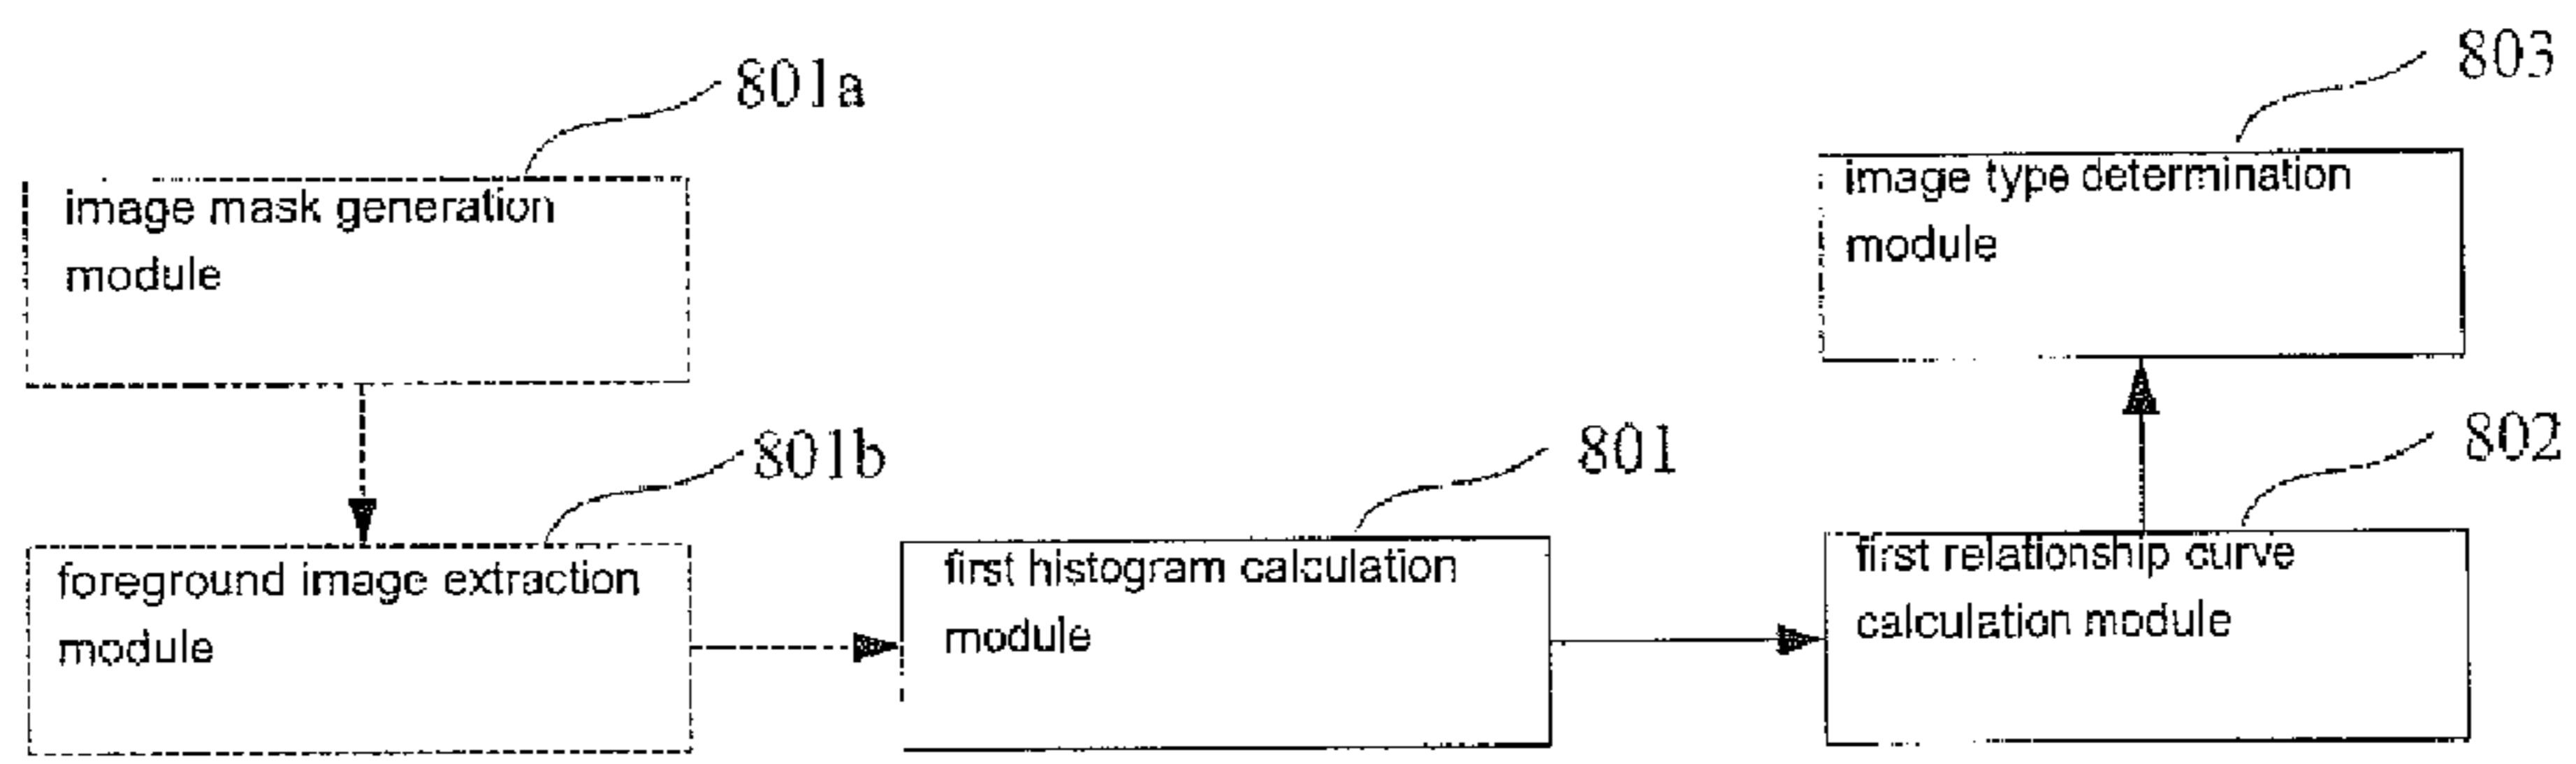 801a
image mask generation
module
803
image type determination
module
801b
foreground image extraction
module
801
first histogram calculation
module
802
first relationship curve
calculation module